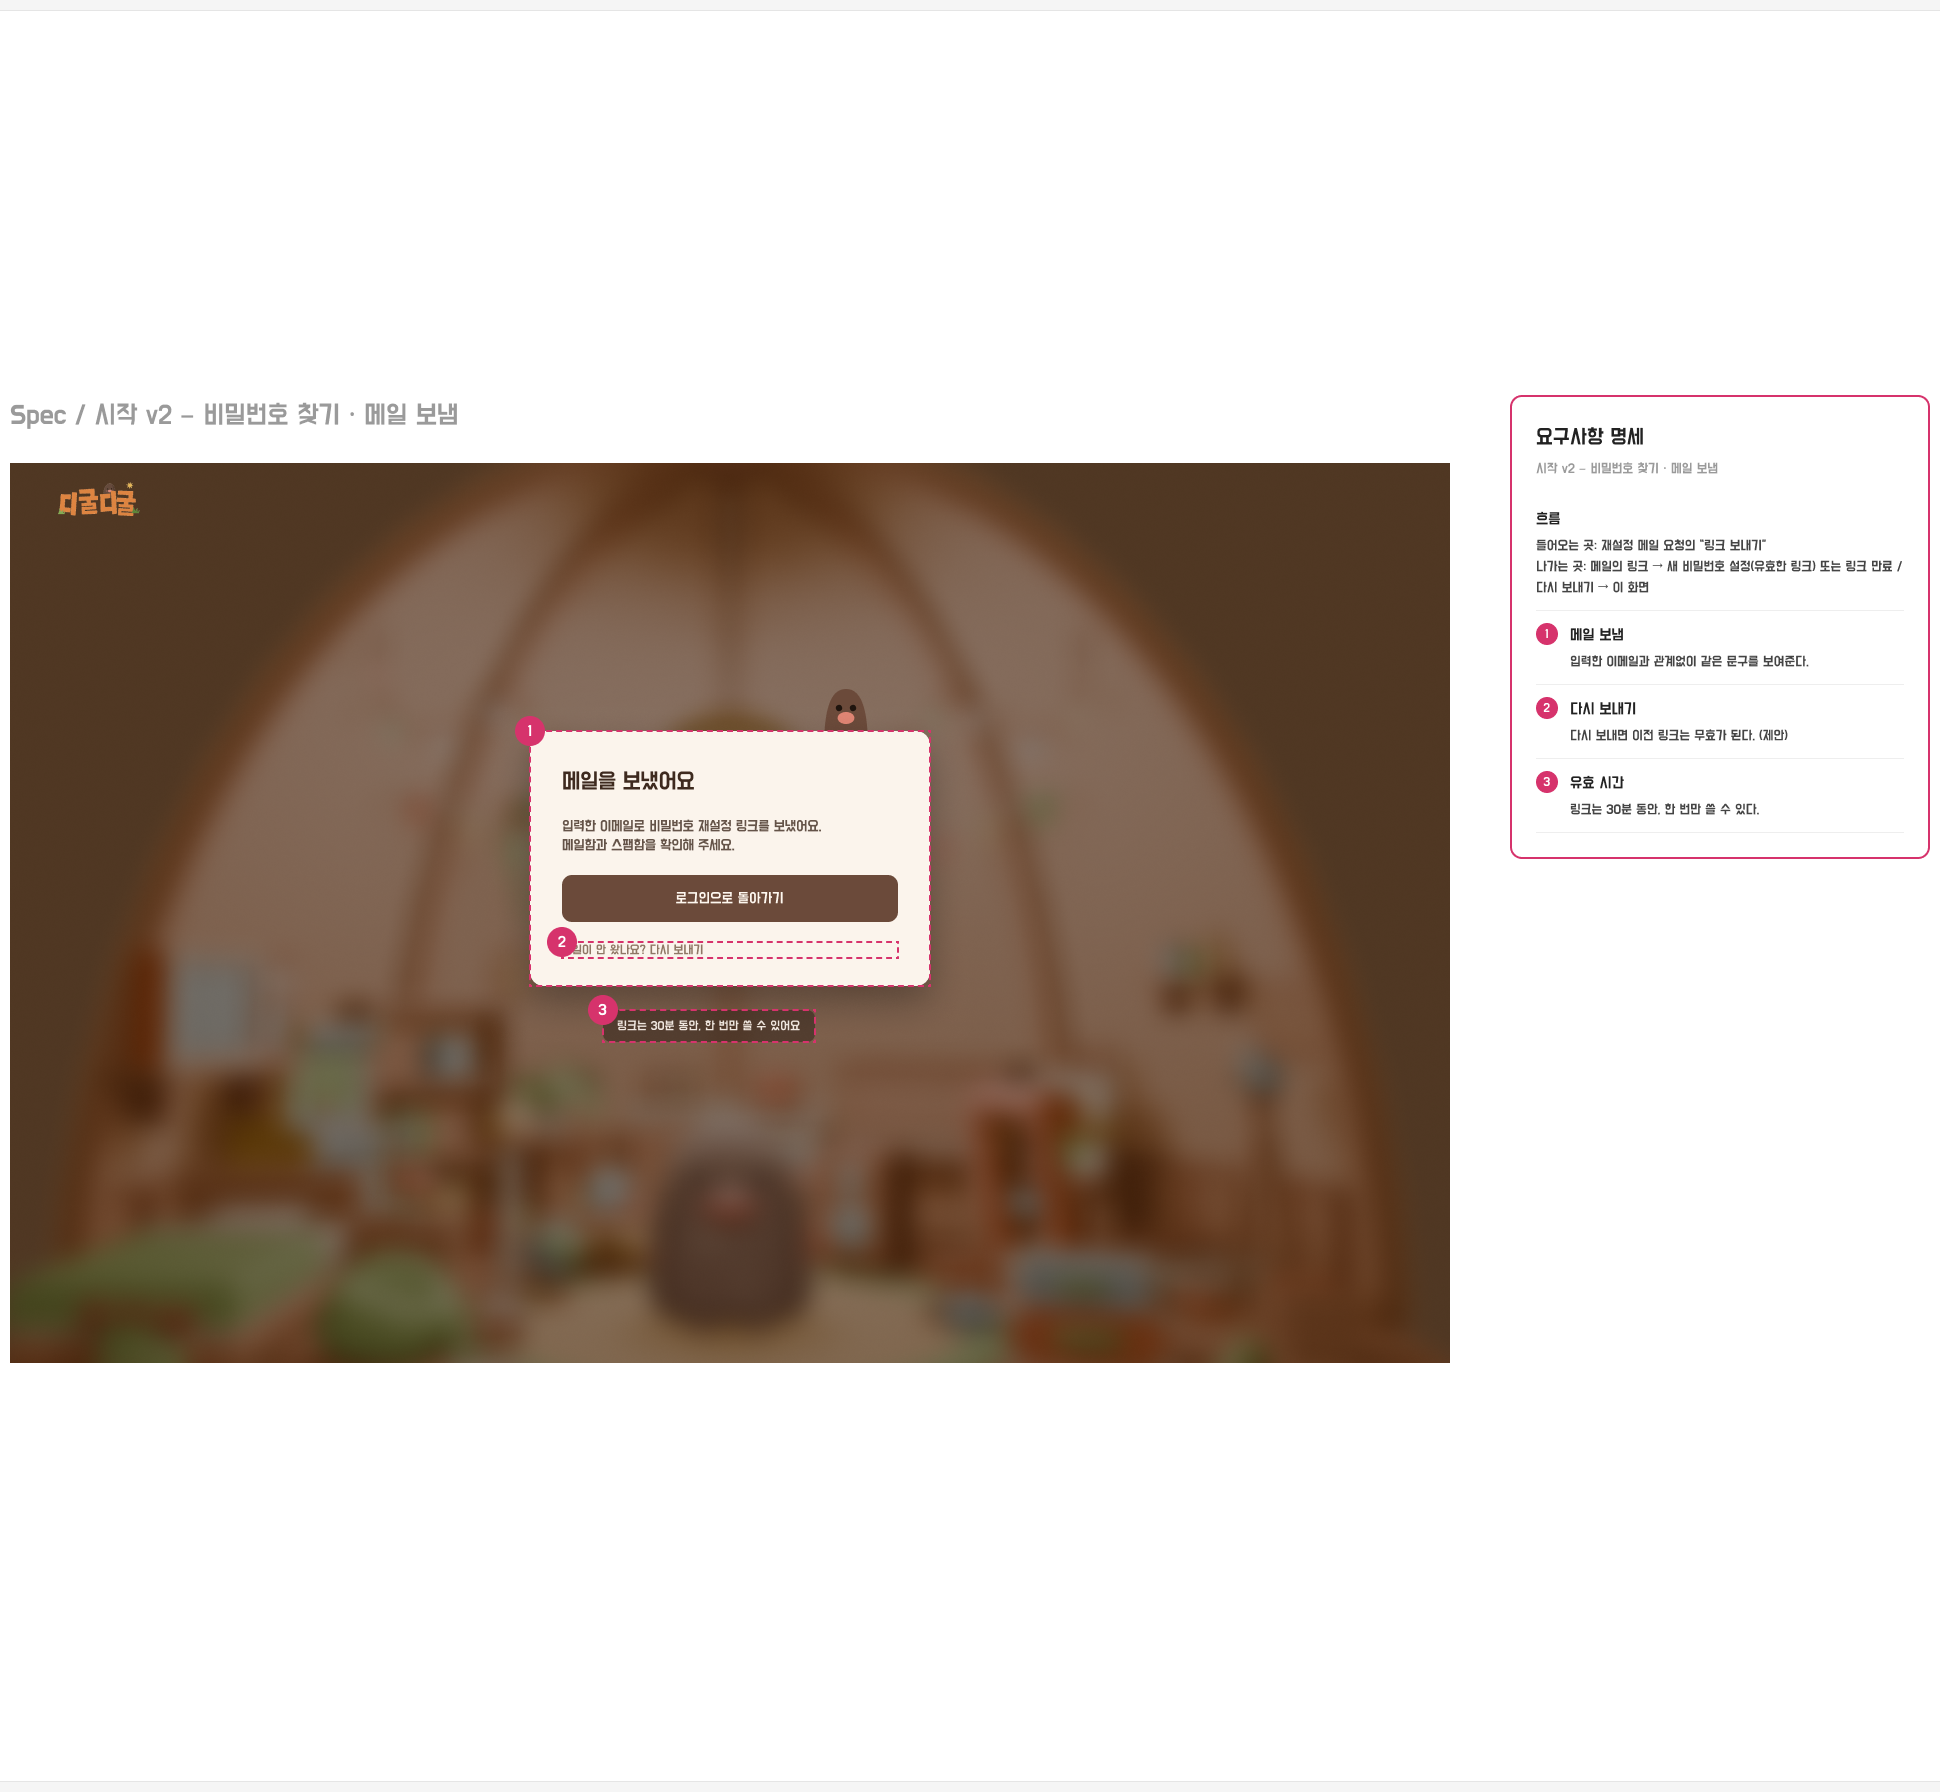 Spec / 시작 v2 – 비밀번호 찾기 · 메일 보냄
디굴디굴
1
메일을 보냈어요
입력한 이메일로 비밀번호 재설정 링크를 보냈어요.
메일함과 스팸함을 확인해 주세요.
로그인으로 돌아가기
2
안 왔나요? 다시 보내기
3
링크는 30분 동안, 한 번만 쓸 수 있어요
요구사항 명세
시작 v2 – 비밀번호 찾기 · 메일 보냄
흐름
들어오는 곳: 재설정 메일 요청의 "링크 보내기"
나가는 곳: 메일의 링크 → 새 비밀번호 설정(유효한 링크) 또는 링크 만료 /
다시 보내기 → 이 화면
1 메일 보냄
입력한 이메일과 관계없이 같은 문구를 보여준다.
2 다시 보내기
다시 보내면 이전 링크는 무효가 된다. (제안)
3 유효 시간
링크는 30분 동안, 한 번만 쓸 수 있다.